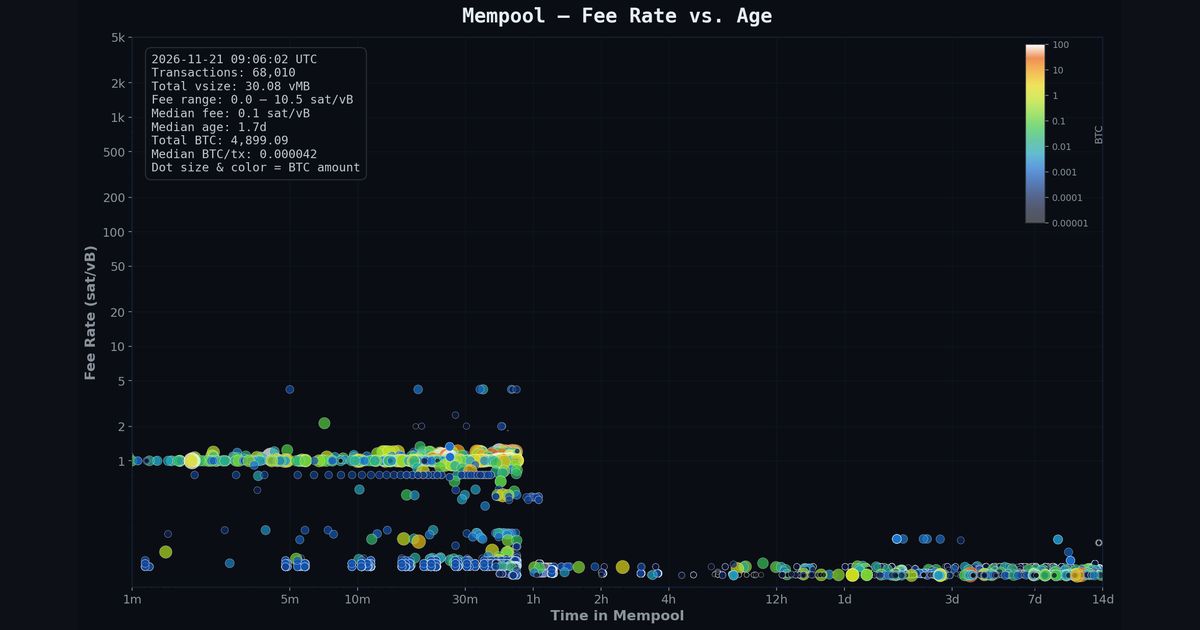 Mempool — Fee Rate vs. Age
2026-11-21 09:06:02 UTC
Transactions: 68,010
Total vsize: 30.08 vMB
Fee range: 0.0 – 10.5 sat/vB
Median fee: 0.1 sat/vB
Median age: 1.7d
Total BTC: 4,899.09
Median BTC/tx: 0.000042
Dot size & color = BTC amount
Fee Rate (sat/vB)
5k
2k
1k
500
200
100
50
20
10
5
2
1
100
10
1
0.1
0.01
0.001
0.0001
0.00001
BTC
1m 5m 10m 30m 1h 2h 4h 12h 1d 3d 7d 14d
Time in Mempool